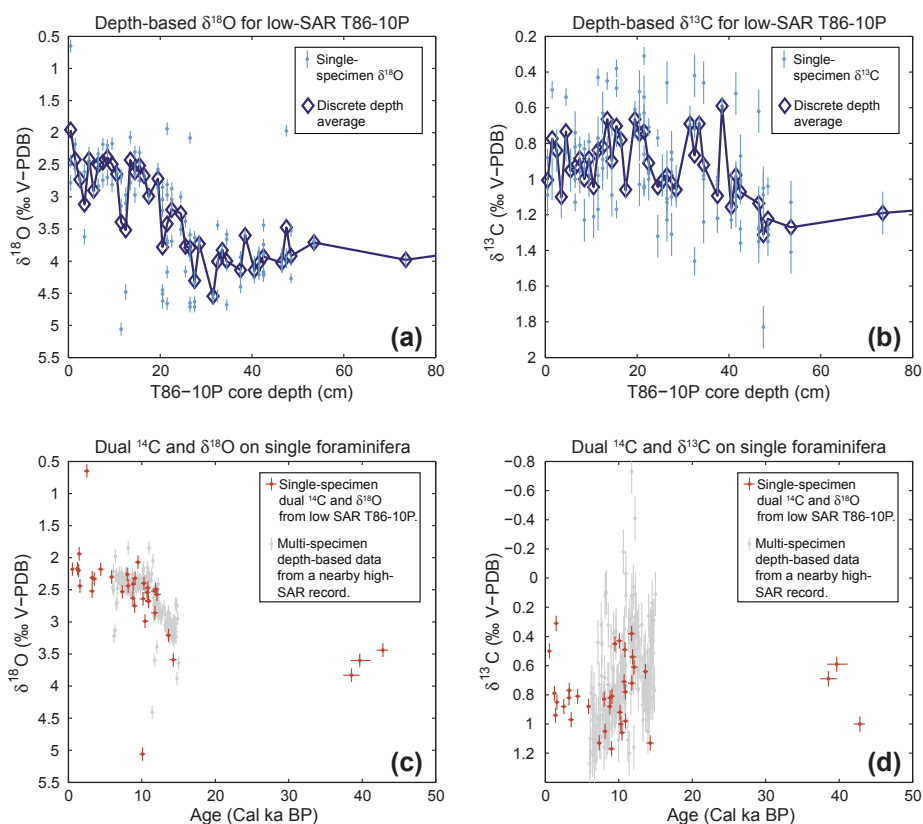 Depth-based δ¹⁸O for low-SAR T86-10P
0.5
1
1.5
2
2.5
3
3.5
4
4.5
5
5.5
δ¹⁸O (‰ V−PDB)
Single-
specimen δ¹⁸O
Discrete depth
average
(a)
0 10 20 30 40 50 60 70 80
T86−10P core depth (cm)
Depth-based δ¹³C for low-SAR T86-10P
0.2
0.4
0.6
0.8
1
1.2
1.4
1.6
1.8
2
δ¹³C (‰ V−PDB)
Single-
specimen δ¹³C
Discrete depth
average
(b)
0 10 20 30 40 50 60 70 80
T86−10P core depth (cm)
Dual ¹⁴C and δ¹⁸O on single foraminifera
0.5
1
1.5
2
2.5
3
3.5
4
4.5
5
5.5
δ¹⁸O (‰ V−PDB)
Single-specimen
dual ¹⁴C and δ¹⁸O
from low SAR T86-10P.
Multi-specimen
depth-based data
from a nearby high-
SAR record.
(c)
0 10 20 30 40 50
Age (Cal ka BP)
Dual ¹⁴C and δ¹³C on single foraminifera
−0.8
−0.6
−0.4
−0.2
0
0.2
0.4
0.6
0.8
1
1.2
δ¹³C (‰ V−PDB)
Single-specimen
dual ¹⁴C and δ¹⁸O
from low SAR T86-10P.
Multi-specimen
depth-based data
from a nearby high-
SAR record.
(d)
0 10 20 30 40 50
Age (Cal ka BP)